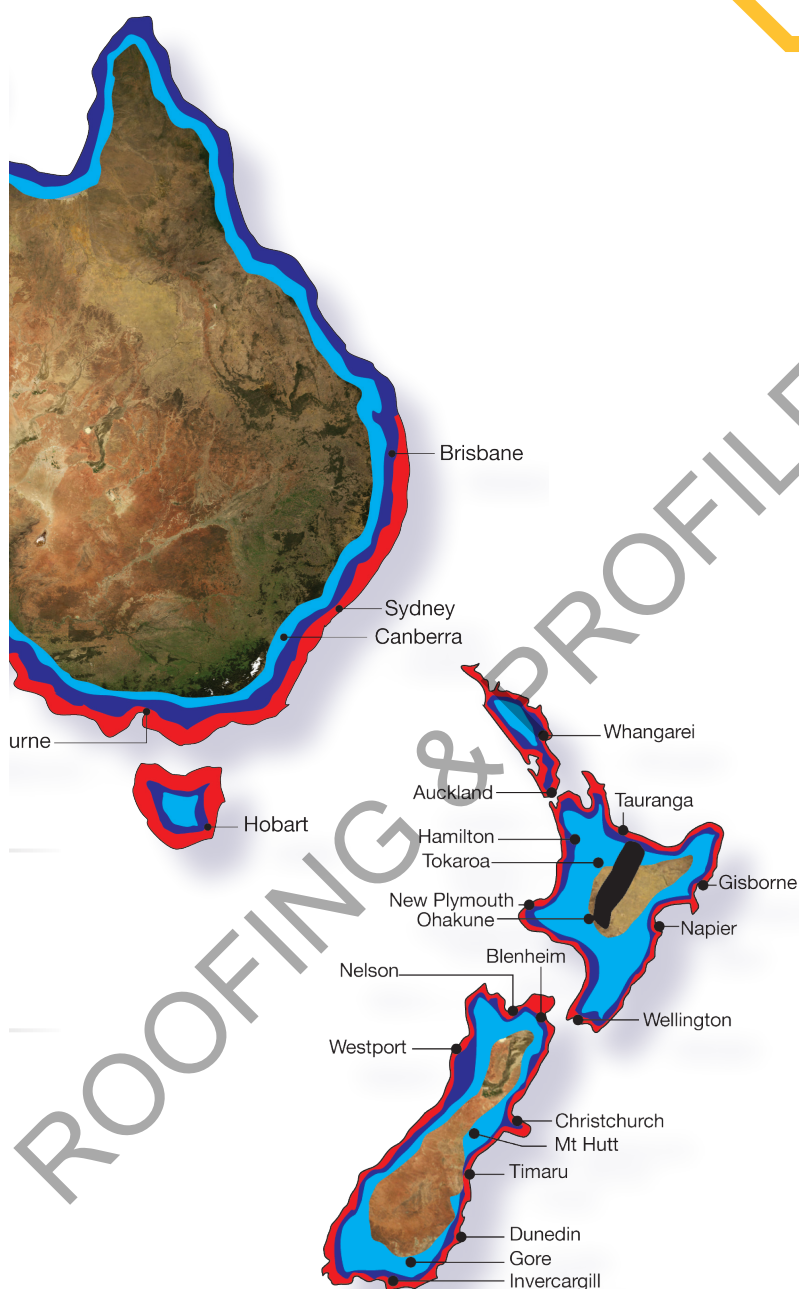 Brisbane
Sydney
Canberra
urne
Hobart
Whangarei
Auckland
Tauranga
Hamilton
Tokaroa
Gisborne
New Plymouth
Ohakune
Napier
Blenheim
Nelson
Wellington
Westport
Christchurch
Mt Hutt
Timaru
Dunedin
Gore
Invercargill
ROOFING & PROFILE